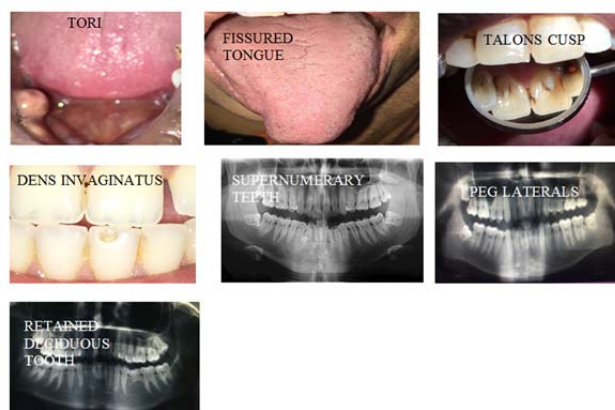 TORI
FISSURED
TONGUE
TALONS CUSP
DENS INVAGINATUS
SUPERNUMERARY
TEETH
PEG LATERALS
RETAINED
DECIDUOUS
TOOTH